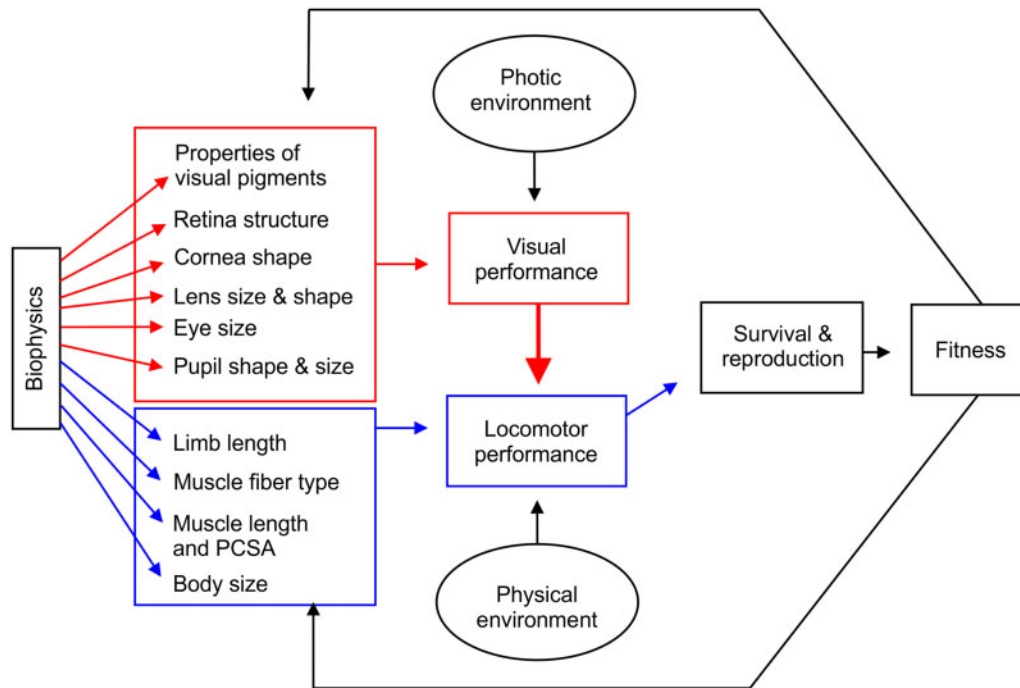 Photic
environment
Properties of
visual pigments
Retina structure
Cornea shape
Lens size & shape
Eye size
Pupil shape & size
Biophysics
Visual
performance
Survival &
reproduction
Fitness
Limb length
Muscle fiber type
Muscle length
and PCSA
Body size
Locomotor
performance
Physical
environment